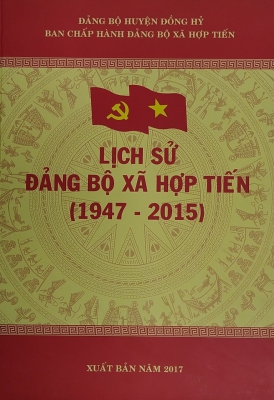 ĐẢNG BỘ HUYỆN ĐỒNG HỶ
BAN CHẤP HÀNH ĐẢNG BỘ XÃ HỢP TIẾN
LỊCH SỬ
ĐẢNG BỘ XÃ HỢP TIẾN
(1947 - 2015)
XUẤT BẢN NĂM 2017